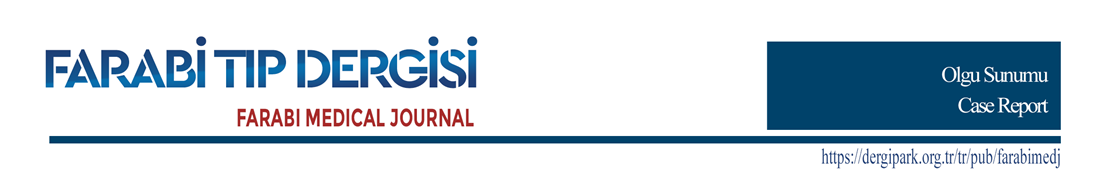 FARABİ TIP DERGİSİ
FARABI MEDICAL JOURNAL
Olgu Sunumu
Case Report
https://dergipark.org.tr/tr/pub/farabimedj